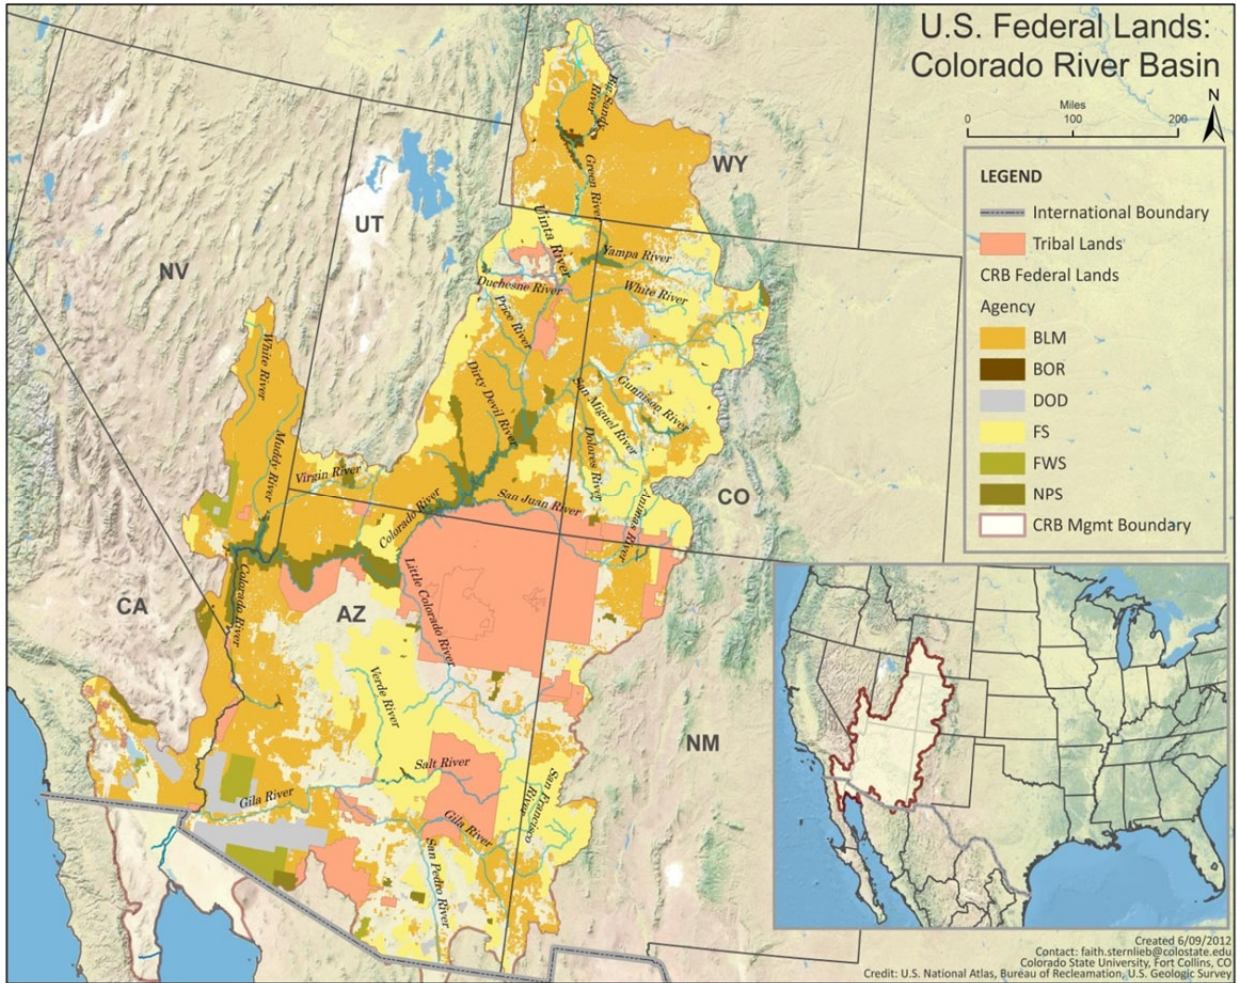 U.S. Federal Lands:
Colorado River Basin
N
Miles
0 100 200
LEGEND
International Boundary
Tribal Lands
CRB Federal Lands
Agency
BLM
BOR
DOD
FS
FWS
NPS
CRB Mgmt Boundary
WY
UT
NV
CO
CA
AZ
NM
Big Sandy
River
Green River
Uinta River
Yampa River
Duchesne River
White River
Price River
White River
Dirty Devil River
San Miguel River
Gunnison River
Dolores River
Muddy River
Virgin River
Colorado River
San Juan River
Animas River
Colorado River
Little Colorado River
Verde River
Salt River
Gila River
Gila River
San Francisco
River
San Pedro River
Created 6/09/2012
Contact: faith.sternlieb@colostate.edu
Colorado State University, Fort Collins, CO
Credit: U.S. National Atlas, Bureau of Recleamation, U.S. Geologic Survey